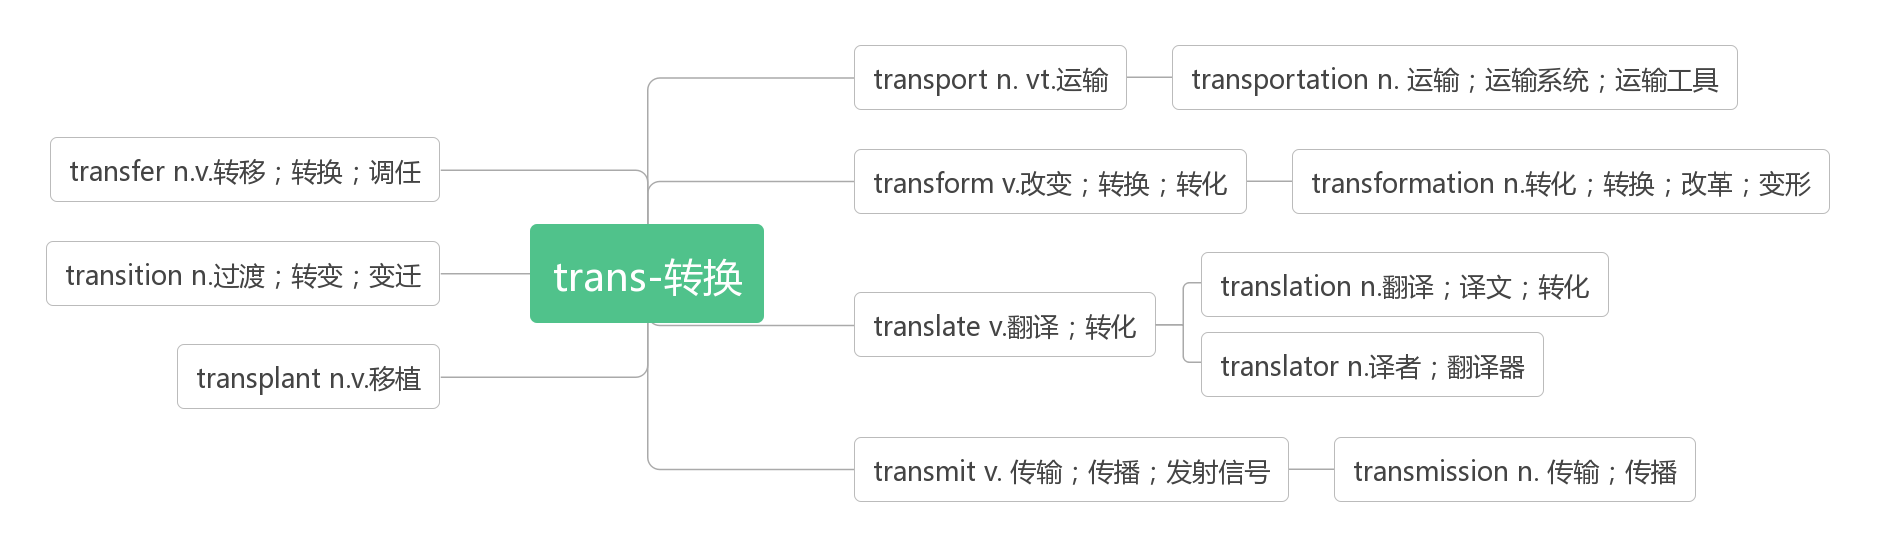 trans-转换
transport n. vt.运输
transportation n. 运输；运输系统；运输工具
transform v.改变；转换；转化
transformation n.转化；转换；改革；变形
translate v.翻译；转化
translation n.翻译；译文；转化
translator n.译者；翻译器
transmit v. 传输；传播；发射信号
transmission n. 传输；传播
transfer n.v.转移；转换；调任
transition n.过渡；转变；变迁
transplant n.v.移植